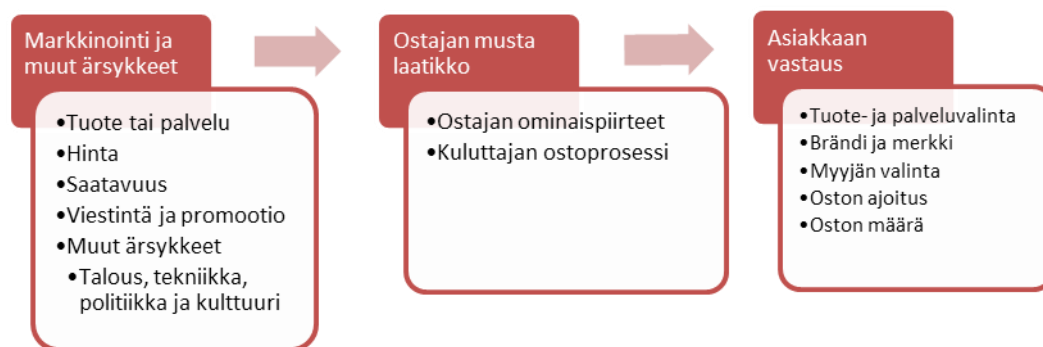 Markkinointi ja
muut ärsykkeet
•Tuote tai palvelu
•Hinta
•Saatavuus
•Viestintä ja promootio
•Muut ärsykkeet
•Talous, tekniikka,
politiikka ja kulttuuri
Ostajan musta
laatikko
•Ostajan ominaispiirteet
•Kuluttajan ostoprosessi
Asiakkaan
vastaus
•Tuote- ja palveluvalinta
•Brändi ja merkki
•Myyjän valinta
•Oston ajoitus
•Oston määrä